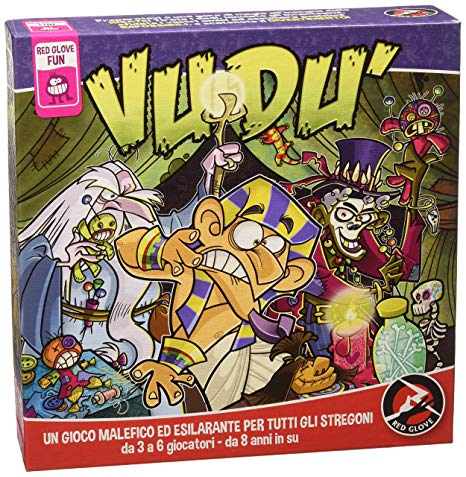 RED GLOVE
FUN
VUDÙ
UN GIOCO MALEFICO ED ESILARANTE PER TUTTI GLI STREGONI
da 3 a 6 giocatori - da 8 anni in su
RED GLOVE